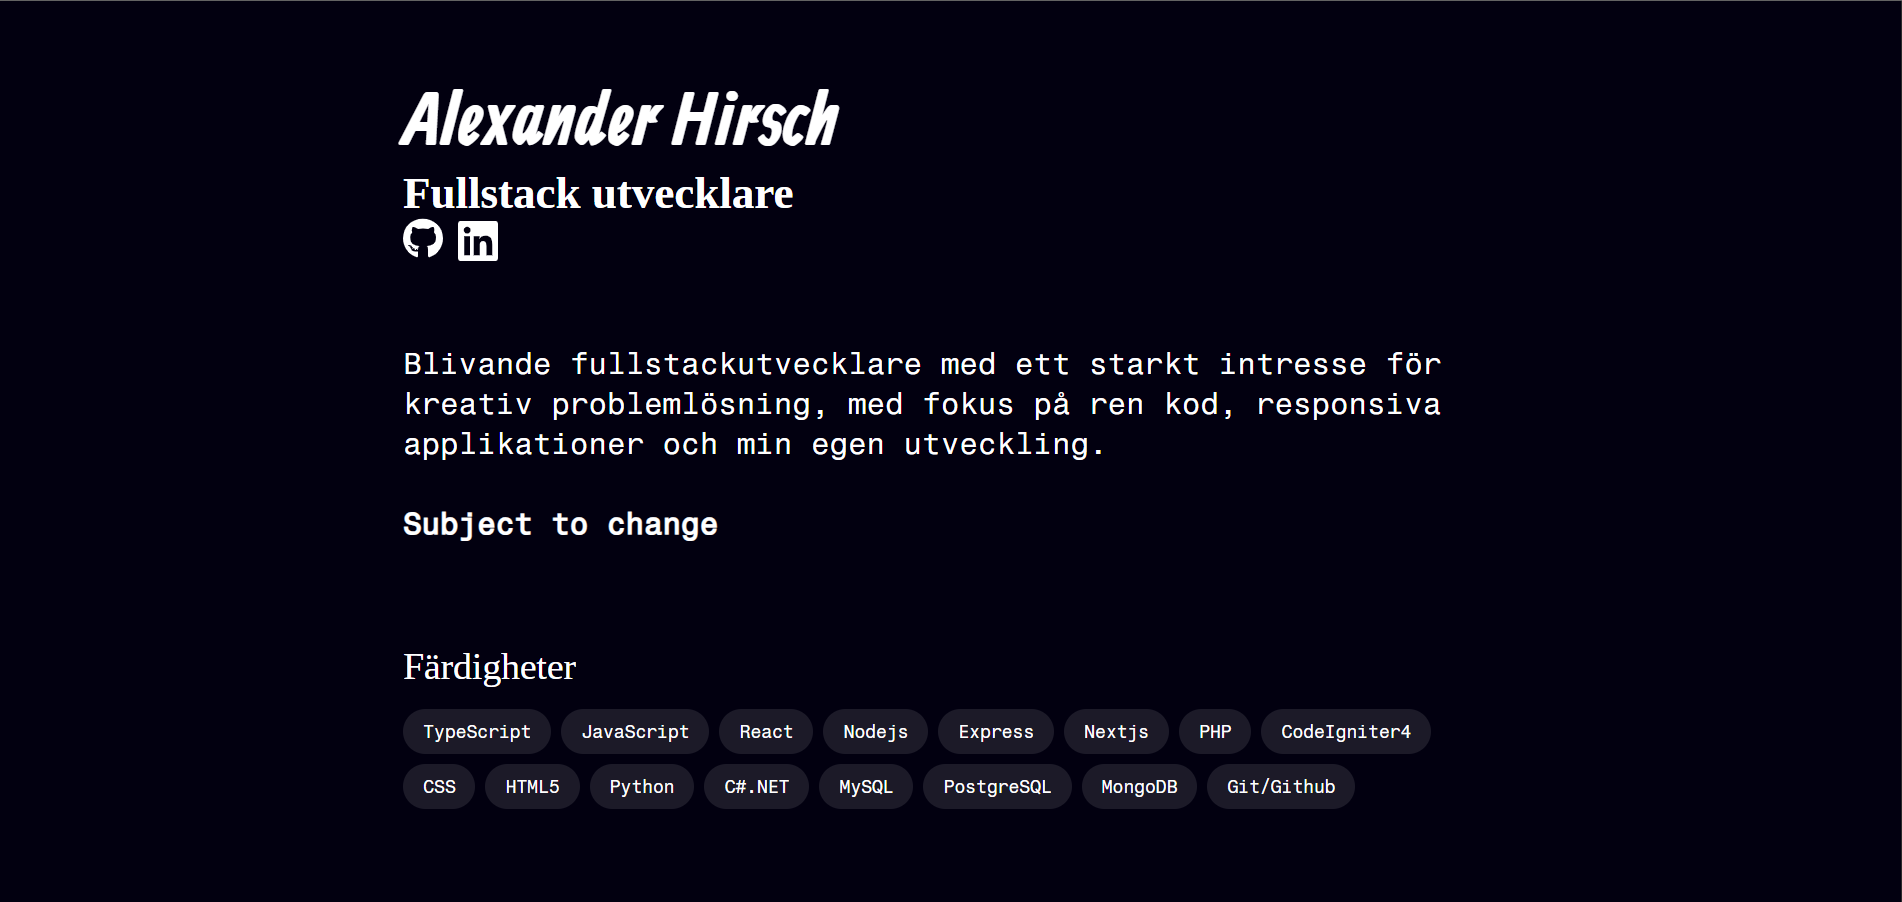 Alexander Hirsch
Fullstack utvecklare
in
Blivande fullstackutvecklare med ett starkt intresse för
kreativ problemlösning, med fokus på ren kod, responsiva
applikationer och min egen utveckling.
Subject to change
Färdigheter
TypeScript JavaScript React Nodejs Express Nextjs PHP CodeIgniter4
CSS HTML5 Python C#.NET MySQL PostgreSQL MongoDB Git/Github